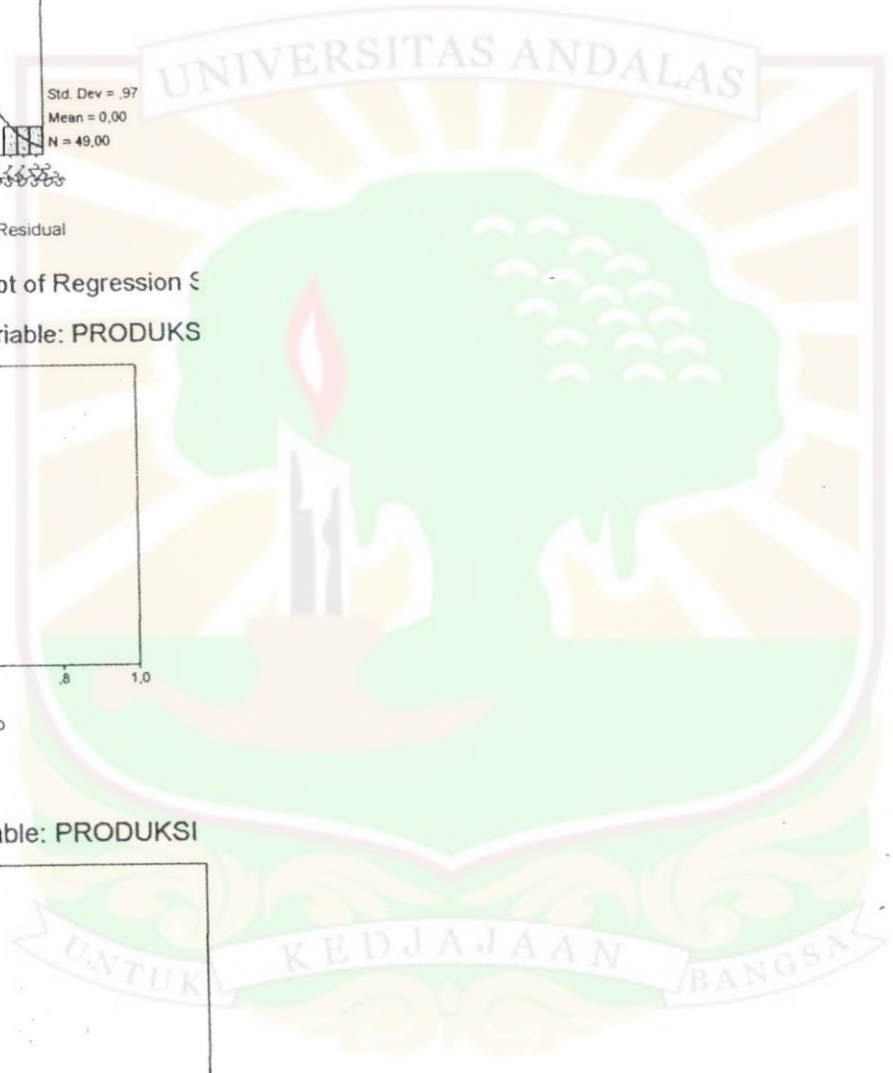 UNIVERSITAS ANDALAS
Std. Dev = ,97
Mean = 0,00
N = 49,00
Residual
ot of Regression S
riable: PRODUKS
,8 1,0
able: PRODUKSI
UNTUK KEDJAJAAN BANGSA